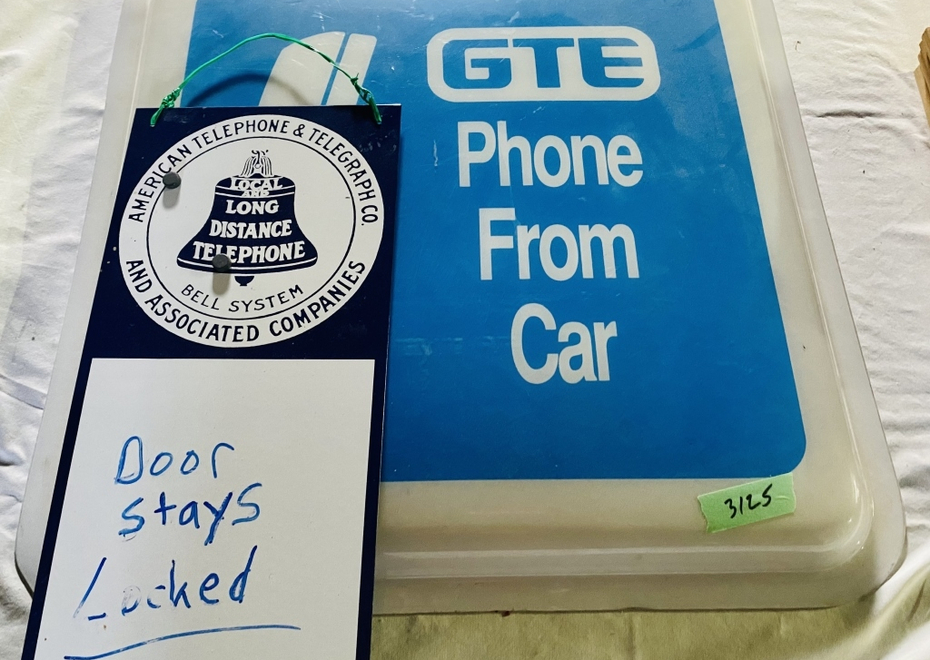 AMERICAN TELEPHONE & TELEGRAPH CO.
LOCAL
AND
LONG
DISTANCE
TELEPHONE
BELL SYSTEM
AND ASSOCIATED COMPANIES
Door
stays
Locked
GTE
Phone
From
Car
3125